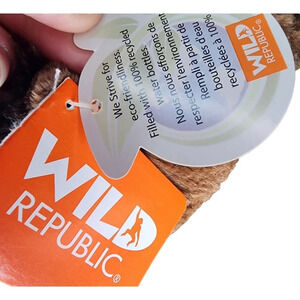 We Strive for
eco-friendliness.
Filled with 100% recycled
water bottles.
Nous nous efforçons de
respecter l'environnement
Rempli à partir de
bouteilles d'eau
recyclées à 100%
WILD
REPUBLIC®
WILD
REPUBLIC®